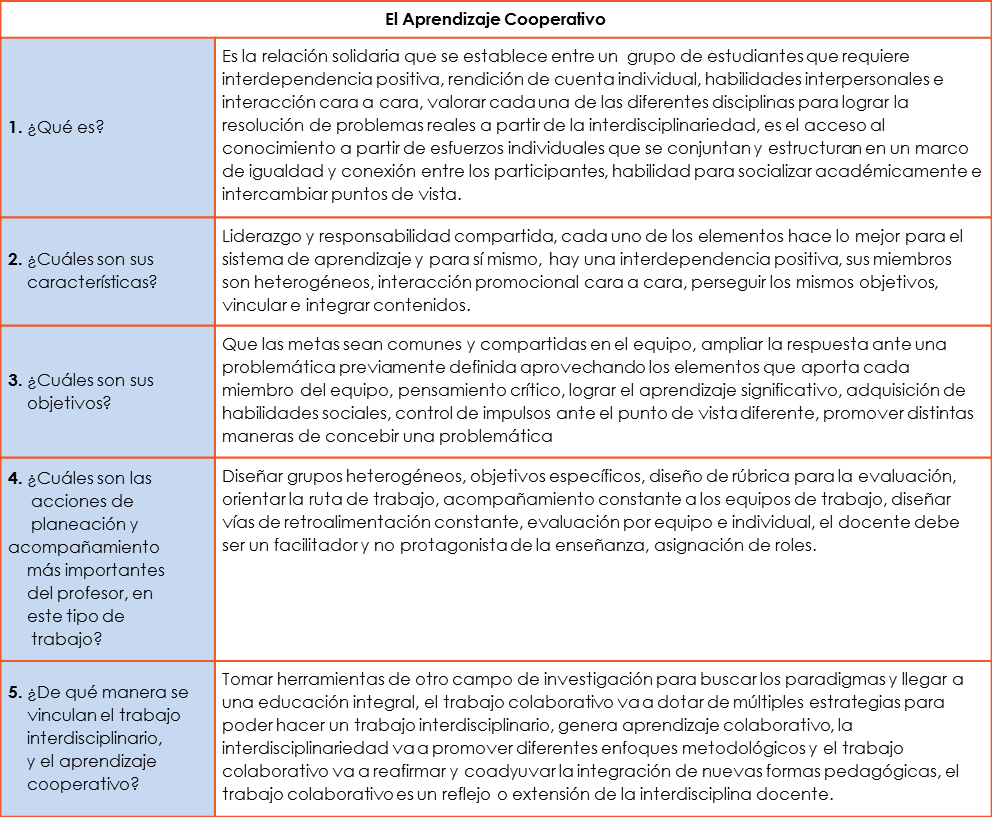 El Aprendizaje Cooperativo
1. ¿Qué es?
Es la relación solidaria que se establece entre un grupo de estudiantes que requiere
interdependencia positiva, rendición de cuenta individual, habilidades interpersonales e
interacción cara a cara, valorar cada una de las diferentes disciplinas para lograr la
resolución de problemas reales a partir de la interdisciplinariedad, es el acceso al
conocimiento a partir de esfuerzos individuales que se conjuntan y estructuran en un marco
de igualdad y conexión entre los participantes, habilidad para socializar académicamente e
intercambiar puntos de vista.
2. ¿Cuáles son sus
características?
Liderazgo y responsabilidad compartida, cada uno de los elementos hace lo mejor para el
sistema de aprendizaje y para sí mismo, hay una interdependencia positiva, sus miembros
son heterogéneos, interacción promocional cara a cara, perseguir los mismos objetivos,
vincular e integrar contenidos.
3. ¿Cuáles son sus
objetivos?
Que las metas sean comunes y compartidas en el equipo, ampliar la respuesta ante una
problemática previamente definida aprovechando los elementos que aporta cada
miembro del equipo, pensamiento crítico, lograr el aprendizaje significativo, adquisición de
habilidades sociales, control de impulsos ante el punto de vista diferente, promover distintas
maneras de concebir una problemática
4. ¿Cuáles son las
acciones de
planeación y
acompañamiento
más importantes
del profesor, en
este tipo de
trabajo?
Diseñar grupos heterogéneos, objetivos específicos, diseño de rúbrica para la evaluación,
orientar la ruta de trabajo, acompañamiento constante a los equipos de trabajo, diseñar
vías de retroalimentación constante, evaluación por equipo e individual, el docente debe
ser un facilitador y no protagonista de la enseñanza, asignación de roles.
5. ¿De qué manera se
vinculan el trabajo
interdisciplinario,
y el aprendizaje
cooperativo?
Tomar herramientas de otro campo de investigación para buscar los paradigmas y llegar a
una educación integral, el trabajo colaborativo va a dotar de múltiples estrategias para
poder hacer un trabajo interdisciplinario, genera aprendizaje colaborativo, la
interdisciplinariedad va a promover diferentes enfoques metodológicos y el trabajo
colaborativo va a reafirmar y coadyuvar la integración de nuevas formas pedagógicas, el
trabajo colaborativo es un reflejo o extensión de la interdisciplina docente.